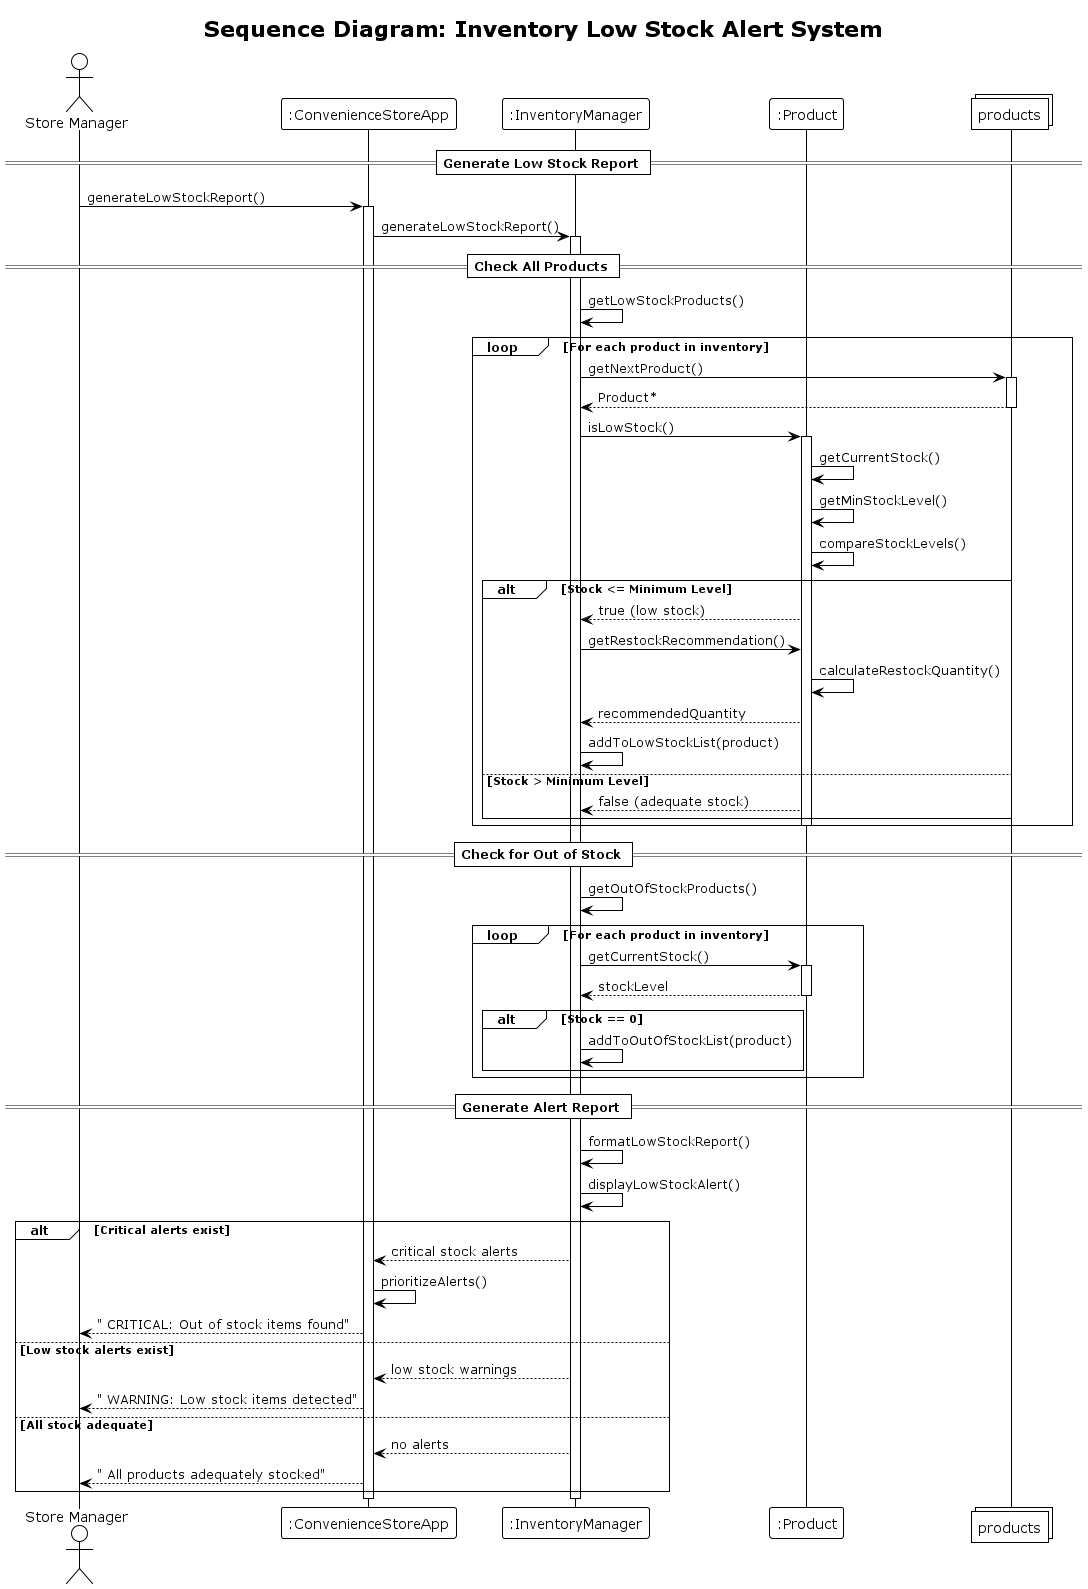 Sequence Diagram: Inventory Low Stock Alert System
Store Manager
:ConvenienceStoreApp
:InventoryManager
:Product
products
Generate Low Stock Report
generateLowStockReport()
generateLowStockReport()
Check All Products
getLowStockProducts()
loop
[For each product in inventory]
getNextProduct()
Product*
isLowStock()
getCurrentStock()
getMinStockLevel()
compareStockLevels()
alt
[Stock <= Minimum Level]
true (low stock)
getRestockRecommendation()
calculateRestockQuantity()
recommendedQuantity
addToLowStockList(product)
[Stock > Minimum Level]
false (adequate stock)
Check for Out of Stock
getOutOfStockProducts()
loop
[For each product in inventory]
getCurrentStock()
stockLevel
alt
[Stock == 0]
addToOutOfStockList(product)
Generate Alert Report
formatLowStockReport()
displayLowStockAlert()
alt
[Critical alerts exist]
critical stock alerts
prioritizeAlerts()
" CRITICAL: Out of stock items found"
[Low stock alerts exist]
low stock warnings
" WARNING: Low stock items detected"
[All stock adequate]
no alerts
" All products adequately stocked"
Store Manager
:ConvenienceStoreApp
:InventoryManager
:Product
products